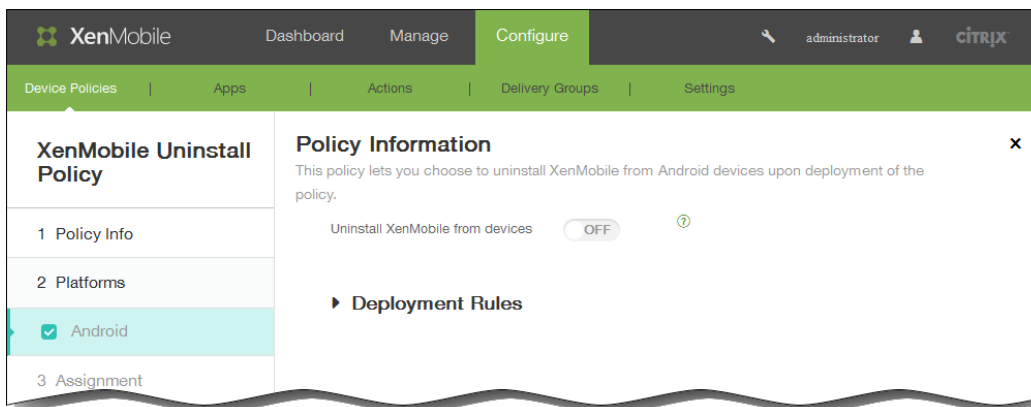 XenMobile Dashboard Manage Configure administrator CİTRIX
Device Policies | Apps | Actions | Delivery Groups | Settings
XenMobile Uninstall
Policy
1 Policy Info
2 Platforms
Android
3 Assignment
Policy Information
This policy lets you choose to uninstall XenMobile from Android devices upon deployment of the
policy.
Uninstall XenMobile from devices OFF ?
Deployment Rules